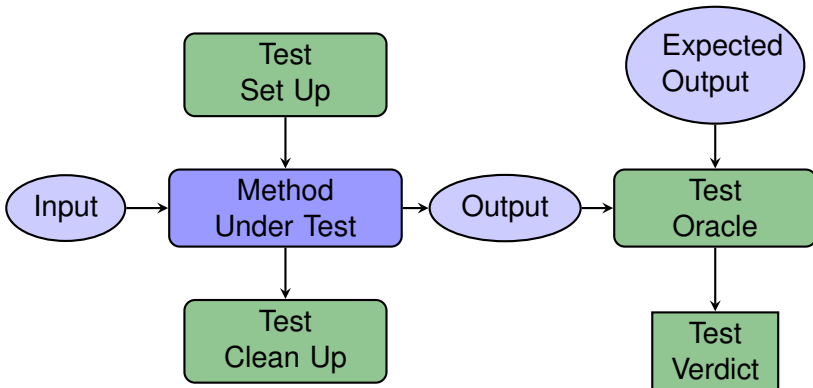 Test
Set Up
Expected
Output
Input
Method
Under Test
Output
Test
Oracle
Test
Clean Up
Test
Verdict